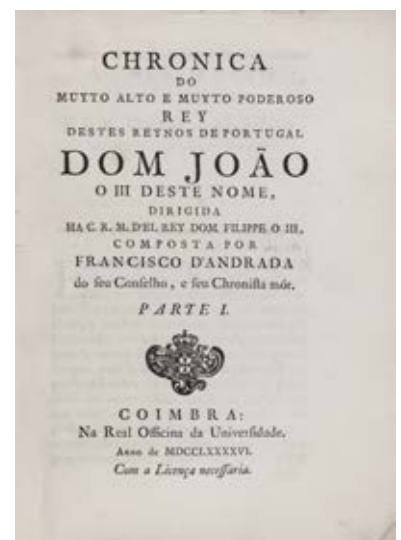 CHRONICA
DO
MUYTO ALTO E MUYTO PODEROSO
REY
DESTES REYNOS DE PORTUGAL
DOM JOÃO
O III DESTE NOME,
DIRIGIDA
HA C. R. M. D'EL REY DOM FILIPPE O III,
COMPOSTA POR
FRANCISCO D'ANDRADA
do seu Conselho, e seu Chronista mór.
PARTE I.
COIMBRA:
Na Real Officina da Universidade.
Anno de MDCCLXXXXVI.
Com a Licença necessaria.